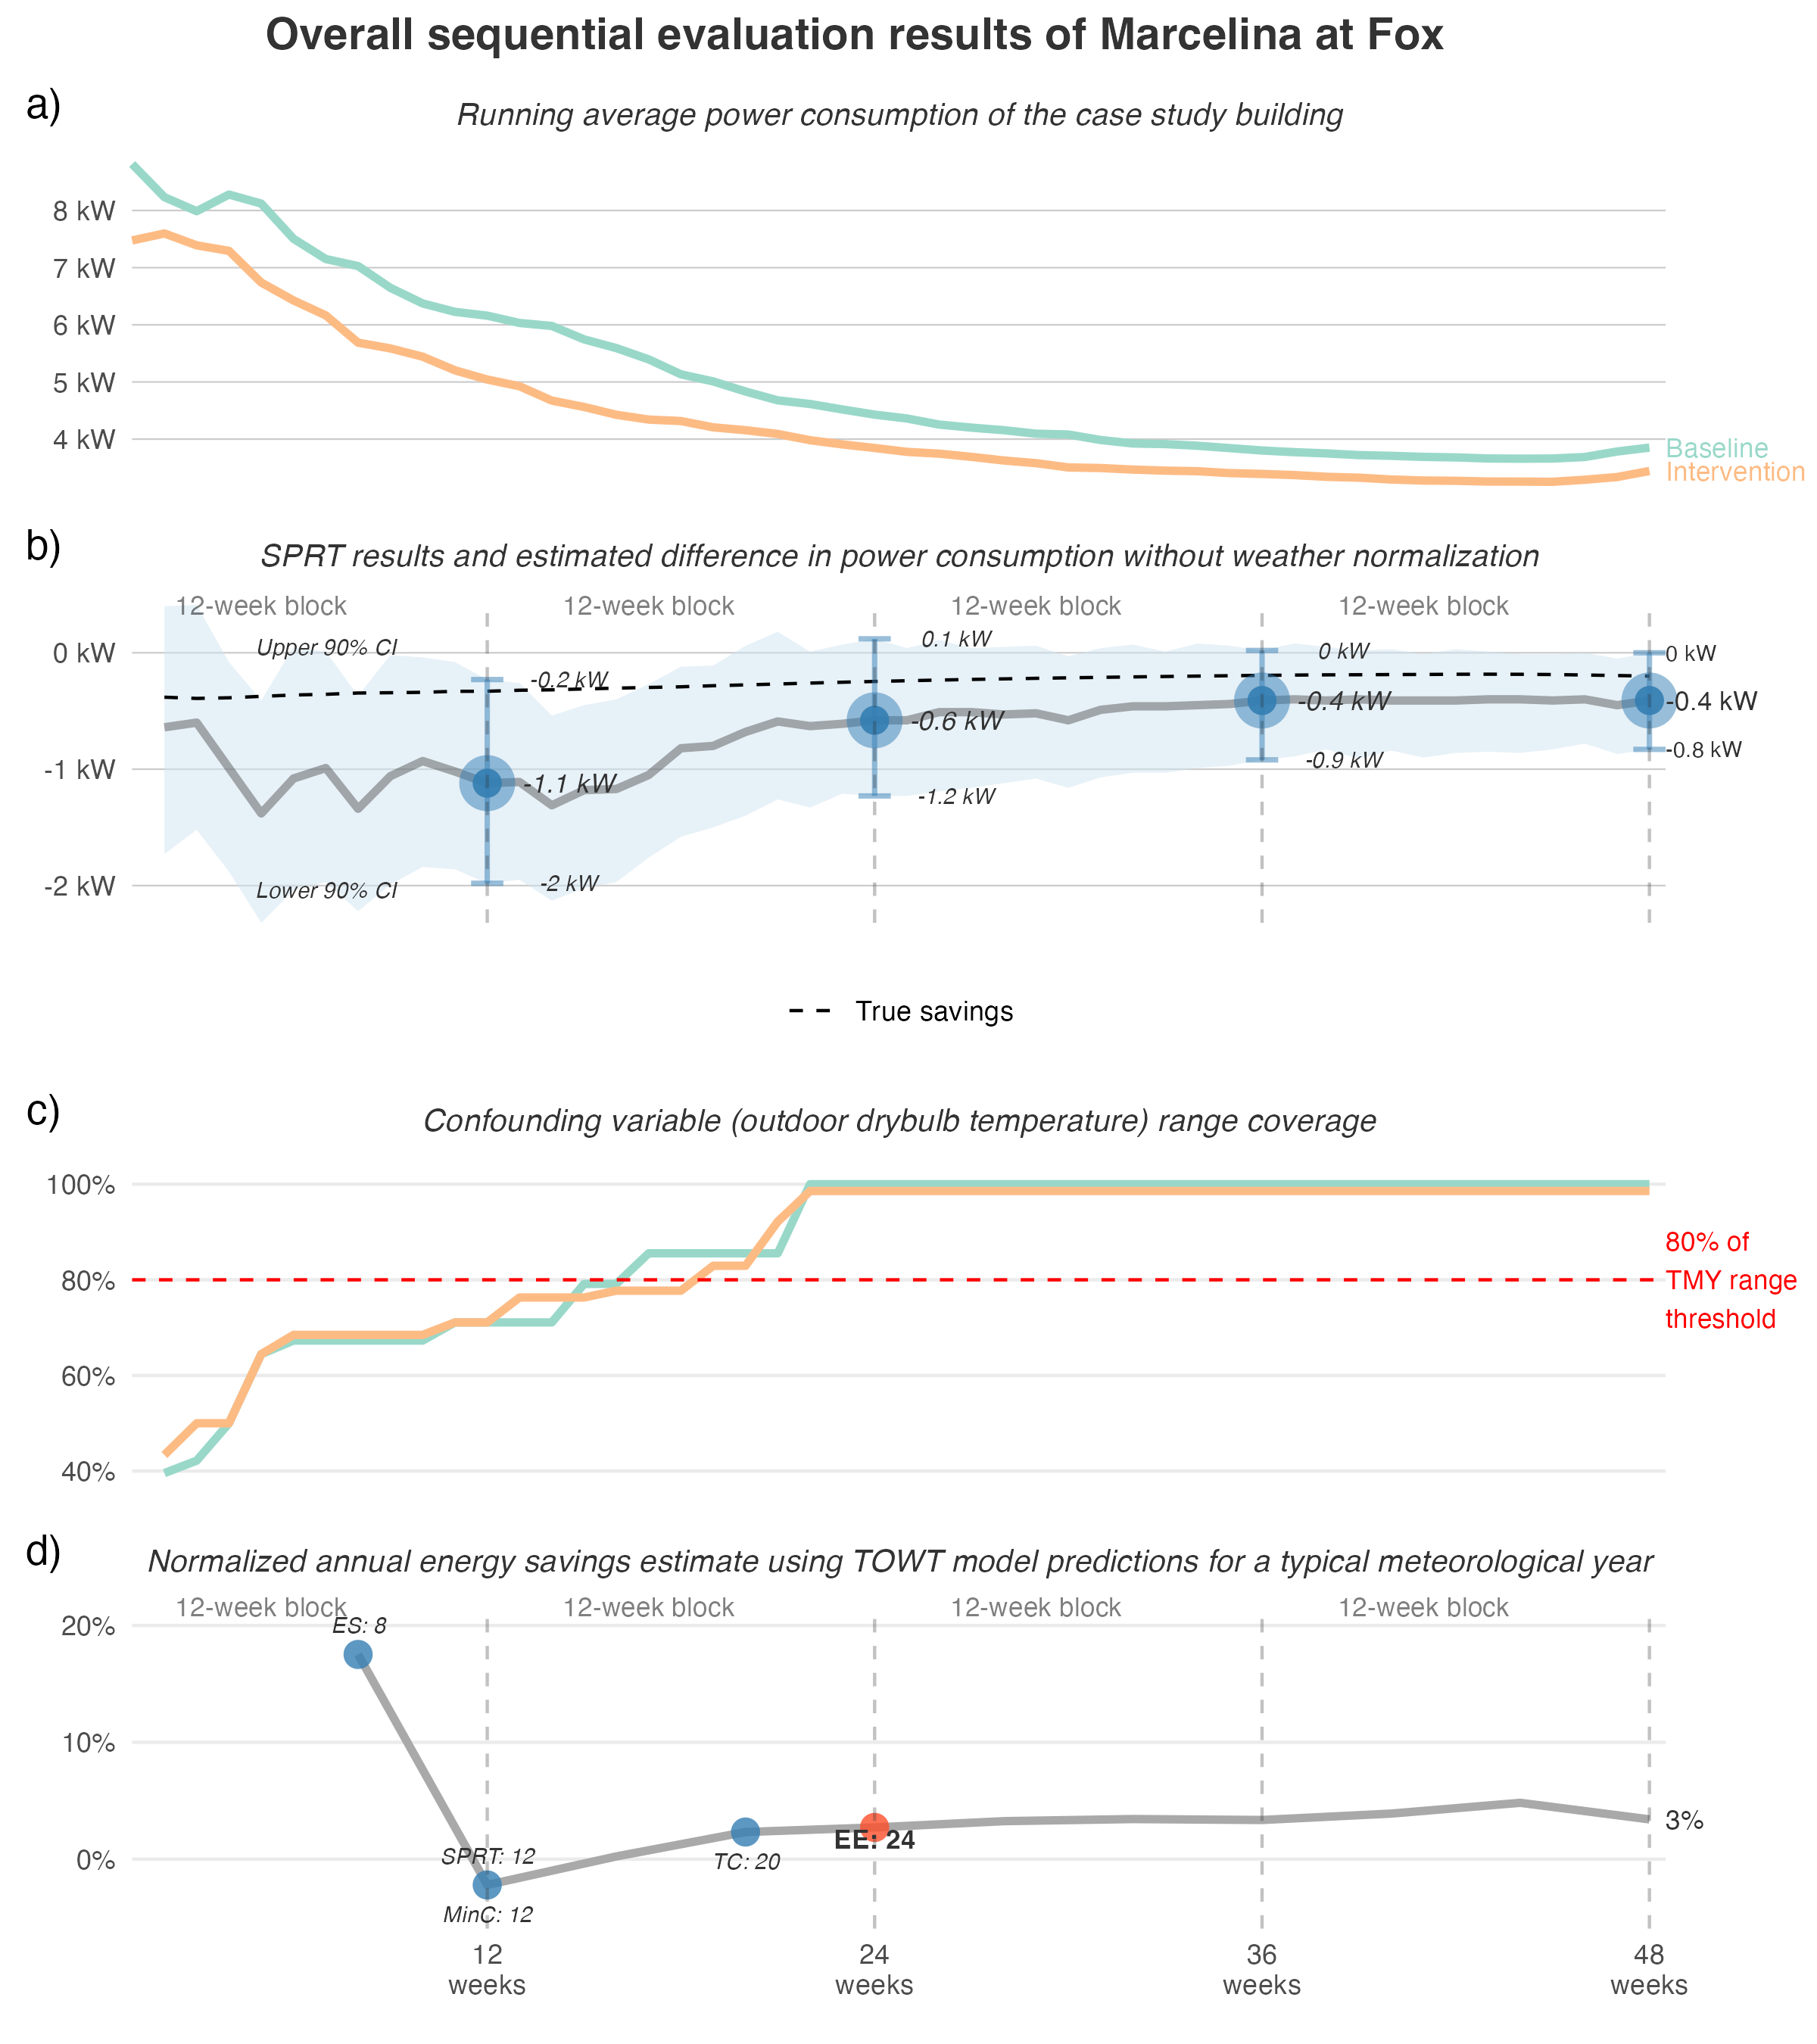 Overall sequential evaluation results of Marcelina at Fox
a)
Running average power consumption of the case study building
8 kW
7 kW
6 kW
5 kW
4 kW
Baseline
Intervention
b)
SPRT results and estimated difference in power consumption without weather normalization
12-week block
12-week block
12-week block
12-week block
Upper 90% CI
0 kW
-1 kW
-2 kW
Lower 90% CI
-0.2 kW
-1.1 kW
-2 kW
0.1 kW
-0.6 kW
-1.2 kW
0 kW
-0.4 kW
-0.9 kW
0 kW
-0.4 kW
-0.8 kW
True savings
c)
Confounding variable (outdoor drybulb temperature) range coverage
100%
80%
60%
40%
80% of
TMY range
threshold
d)
Normalized annual energy savings estimate using TOWT model predictions for a typical meteorological year
12-week block
12-week block
12-week block
12-week block
20%
10%
0%
ES: 8
SPRT: 12
MinC: 12
TC: 20
EE: 24
3%
12
weeks
24
weeks
36
weeks
48
weeks